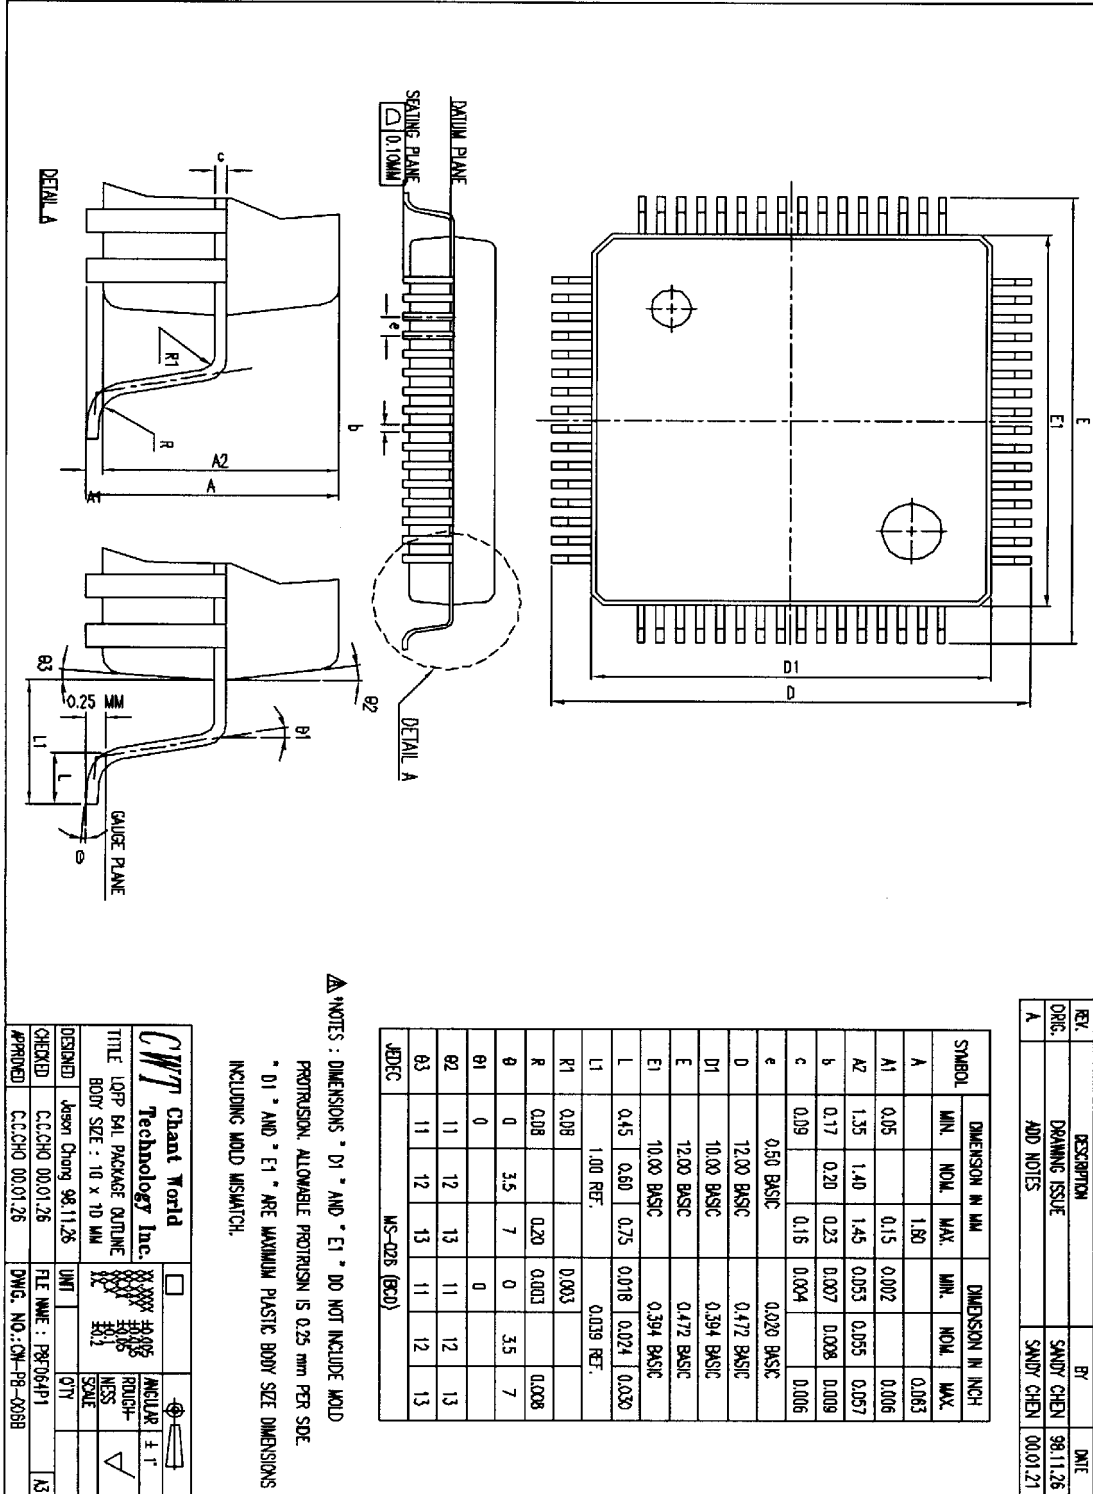 REV. DESCRIPTION BY DATE
ORIG. DRAWING ISSUE SANDY CHEN 98.11.26
A ADD NOTES SANDY CHEN 00.01.21
E
E1
D1
D
DATUM PLANE
SEATING PLANE
0.10MM
e
b
DETAIL A
c
R1
R
A2
A
A1
DETAIL A
θ3
θ2
θ1
0.25 MM
L1
L
GAUGE PLANE
θ
SYMBOL DIMENSION IN MM DIMENSION IN INCH
MIN. NOM. MAX. MIN. NOM. MAX.
A 1.60 0.063
A1 0.05 0.15 0.002 0.006
A2 1.35 1.40 1.45 0.053 0.055 0.057
b 0.17 0.20 0.23 0.007 0.008 0.009
c 0.09 0.16 0.004 0.006
e 0.50 BASIC 0.020 BASIC
D 12.00 BASIC 0.472 BASIC
D1 10.00 BASIC 0.394 BASIC
E 12.00 BASIC 0.472 BASIC
E1 10.00 BASIC 0.394 BASIC
L 0.45 0.60 0.75 0.018 0.024 0.030
L1 1.00 REF. 0.039 REF.
R1 0.08 0.003
R 0.08 0.20 0.003 0.008
θ 0 3.5 7 0 3.5 7
θ1 0 0
θ2 11 12 13 11 12 13
θ3 11 12 13 11 12 13
JEDEC MS-026 (BCD)
*NOTES : DIMENSIONS " D1 " AND " E1 " DO NOT INCLUDE MOLD
PROTRUSION. ALLOWABLE PROTRUSIN IS 0.25 mm PER SIDE
" D1 " AND " E1 " ARE MAXIMUM PLASTIC BODY SIZE DIMENSIONS
INCLUDING MOLD MISMATCH.
CWT Chant World
Technology Inc.
TITLE LQFP 64L PACKAGE OUTLINE
BODY SIZE : 10 x 10 MM
±0.005
±0.1
±0.2
ANGULAR ± 1°
ROUGH-
NESS
SCALE
DESIGNED Jason Chang 98.11.26 UNIT QTY
CHECKED C.C.CHO 00.01.26 FLE NAME : P8F064P1 A3
APPROVED C.C.CHO 00.01.26 DWG. NO.:CW-P8-006B